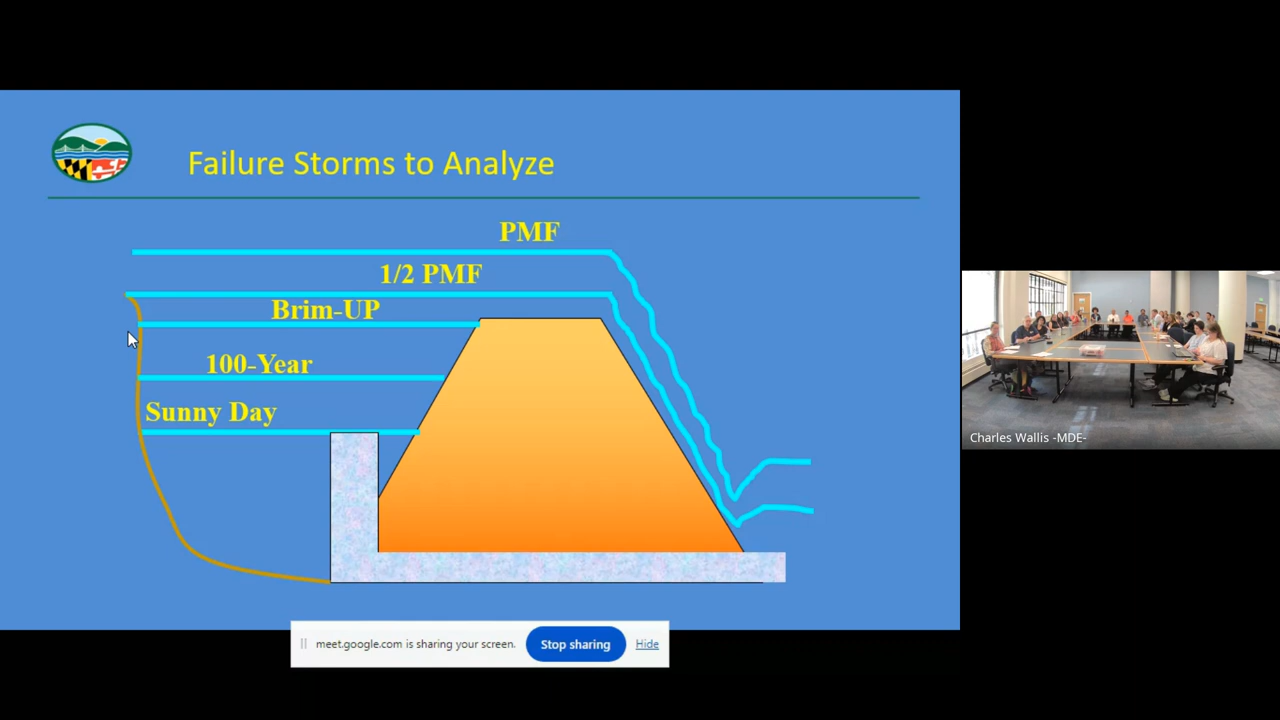 Failure Storms to Analyze
PMF
1/2 PMF
Brim-UP
100-Year
Sunny Day
Charles Wallis -MDE-
meet.google.com is sharing your screen.
Stop sharing
Hide